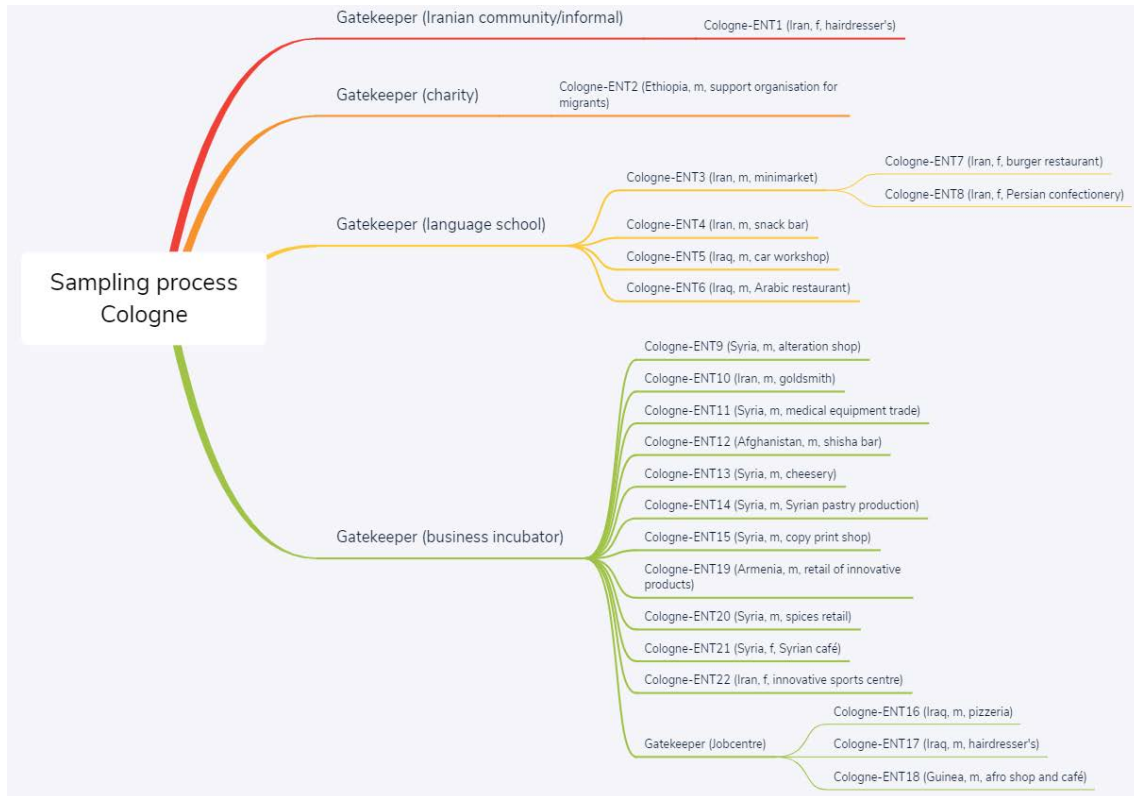 Gatekeeper (Iranian community/informal)
Cologne-ENT1 (Iran, f, hairdresser's)
Gatekeeper (charity)
Cologne-ENT2 (Ethiopia, m, support organisation for
migrants)
Sampling process
Cologne
Gatekeeper (language school)
Cologne-ENT3 (Iran, m, minimarket)
Cologne-ENT7 (Iran, f, burger restaurant)
Cologne-ENT8 (Iran, f, Persian confectionery)
Cologne-ENT4 (Iran, m, snack bar)
Cologne-ENT5 (Iraq, m, car workshop)
Cologne-ENT6 (Iraq, m, Arabic restaurant)
Gatekeeper (business incubator)
Cologne-ENT9 (Syria, m, alteration shop)
Cologne-ENT10 (Iran, m, goldsmith)
Cologne-ENT11 (Syria, m, medical equipment trade)
Cologne-ENT12 (Afghanistan, m, shisha bar)
Cologne-ENT13 (Syria, m, cheesery)
Cologne-ENT14 (Syria, m, Syrian pastry production)
Cologne-ENT15 (Syria, m, copy print shop)
Cologne-ENT19 (Armenia, m, retail of innovative
products)
Cologne-ENT20 (Syria, m, spices retail)
Cologne-ENT21 (Syria, f, Syrian café)
Cologne-ENT22 (Iran, f, innovative sports centre)
Gatekeeper (Jobcentre)
Cologne-ENT16 (Iraq, m, pizzeria)
Cologne-ENT17 (Iraq, m, hairdresser's)
Cologne-ENT18 (Guinea, m, afro shop and café)